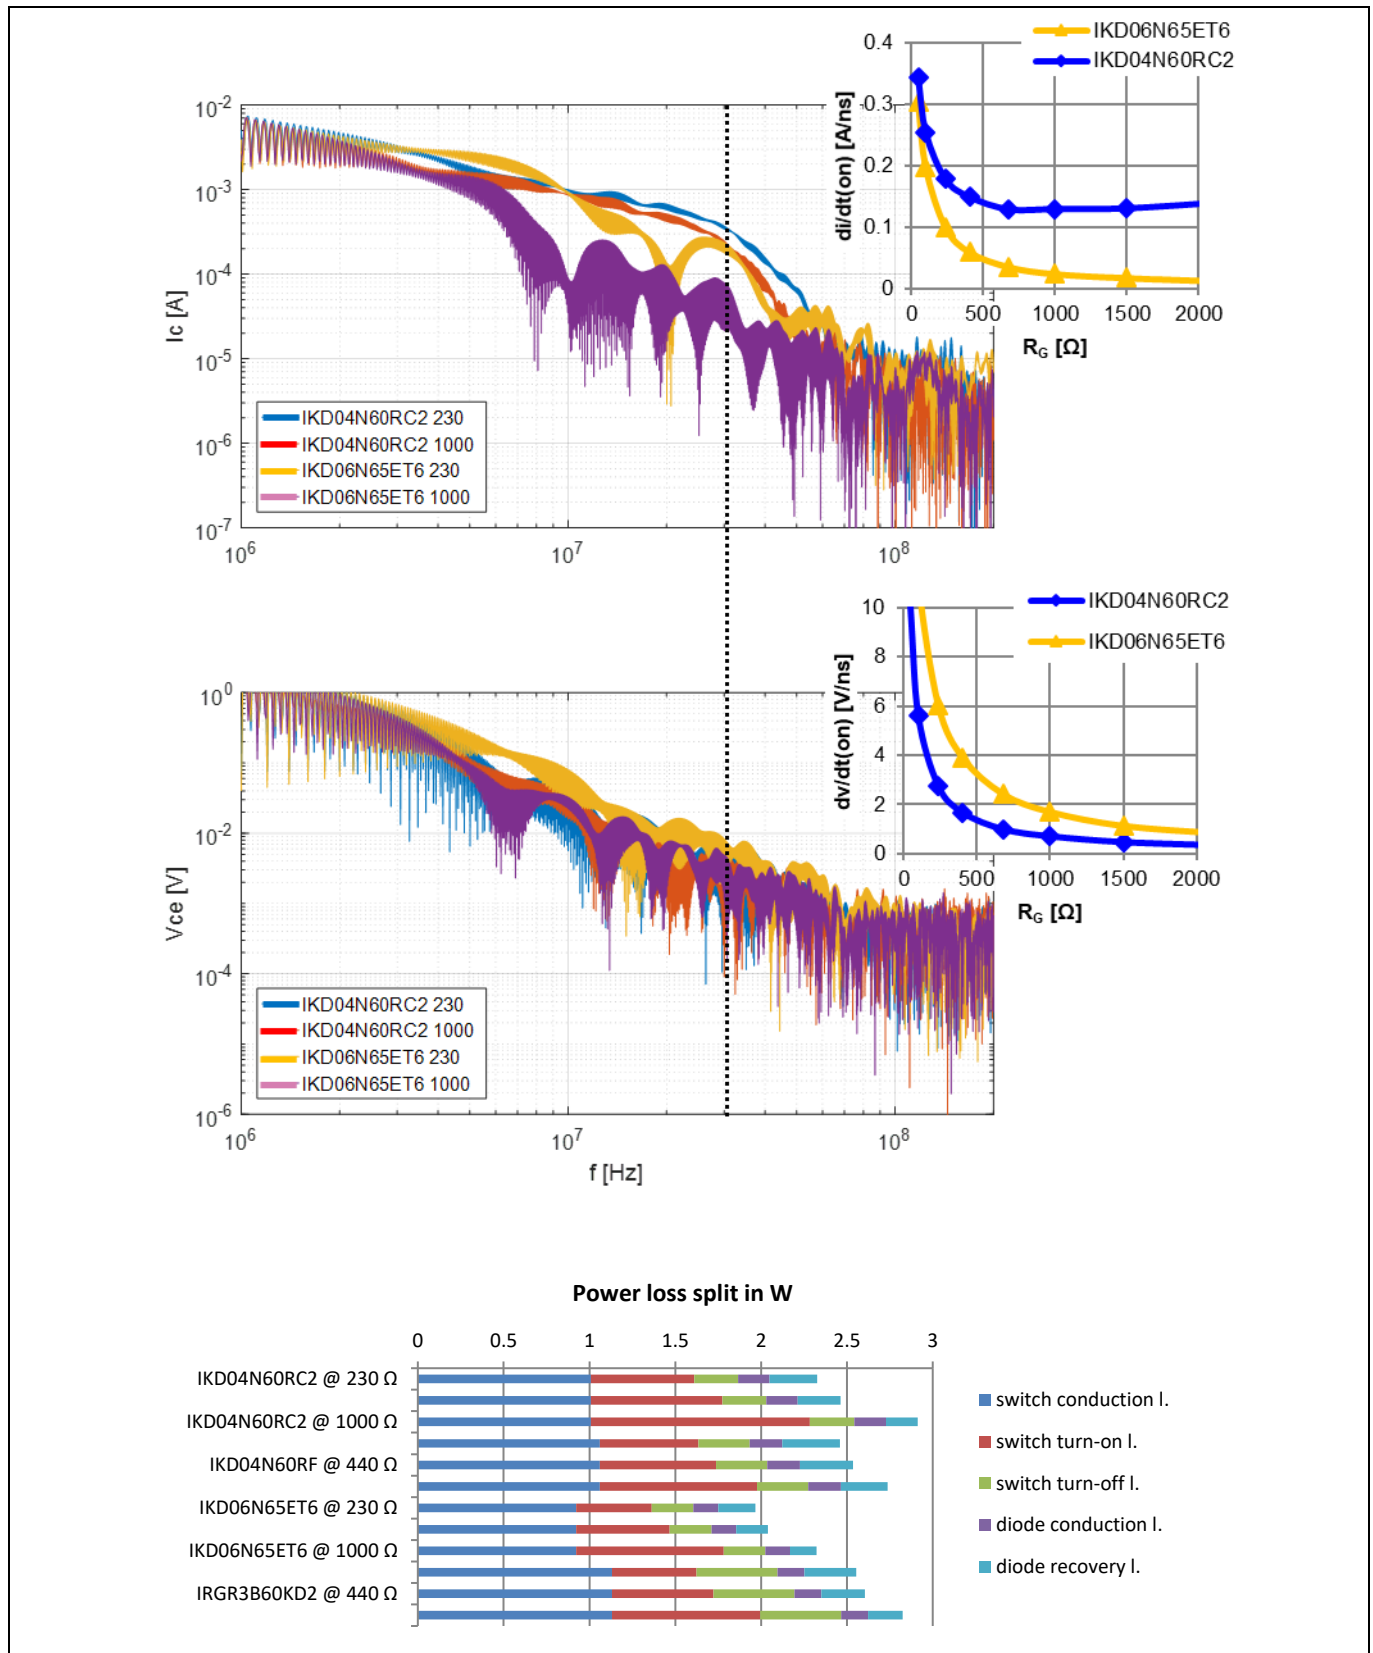 IKD06N65ET6
IKD04N60RC2
0.4
0.3
0.2
0.1
0
di/dt(on) [A/ns]
0 500 1000 1500 2000
R_G [Ω]
10^-2
10^-3
10^-4
10^-5
10^-6
10^-7
Ic [A]
IKD04N60RC2 230
IKD04N60RC2 1000
IKD06N65ET6 230
IKD06N65ET6 1000
10^6 10^7 10^8
IKD04N60RC2
IKD06N65ET6
10
8
6
4
2
0
dv/dt(on) [V/ns]
0 500 1000 1500 2000
R_G [Ω]
10^0
10^-2
10^-4
10^-6
Vce [V]
IKD04N60RC2 230
IKD04N60RC2 1000
IKD06N65ET6 230
IKD06N65ET6 1000
10^6 10^7 10^8
f [Hz]
Power loss split in W
0 0.5 1 1.5 2 2.5 3
IKD04N60RC2 @ 230 Ω
IKD04N60RC2 @ 1000 Ω
IKD04N60RF @ 440 Ω
IKD06N65ET6 @ 230 Ω
IKD06N65ET6 @ 1000 Ω
IRGR3B60KD2 @ 440 Ω
switch conduction l.
switch turn-on l.
switch turn-off l.
diode conduction l.
diode recovery l.